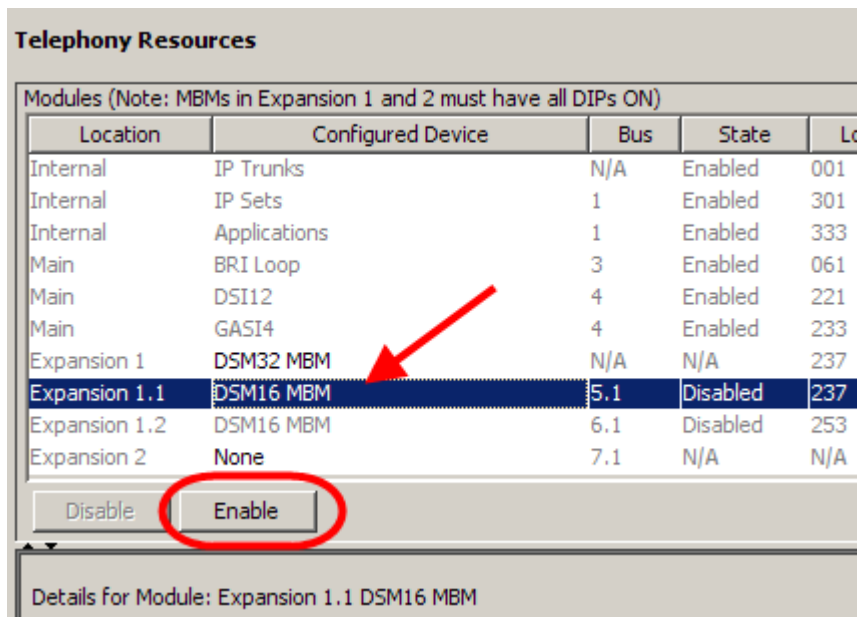 Telephony Resources
Modules (Note: MBMs in Expansion 1 and 2 must have all DIPs ON)
Location Configured Device Bus State Lo
Internal IP Trunks N/A Enabled 001
Internal IP Sets 1 Enabled 301
Internal Applications 1 Enabled 333
Main BRI Loop 3 Enabled 061
Main DSI12 4 Enabled 221
Main GASI4 4 Enabled 233
Expansion 1 DSM32 MBM N/A N/A 237
Expansion 1.1 DSM16 MBM 5.1 Disabled 237
Expansion 1.2 DSM16 MBM 6.1 Disabled 253
Expansion 2 None 7.1 N/A N/A
Disable Enable
Details for Module: Expansion 1.1 DSM16 MBM